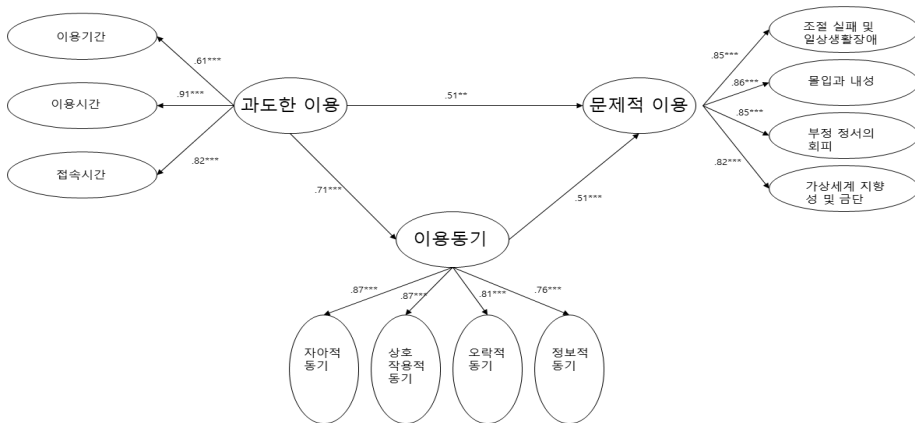 이용기간
이용시간
접속시간
.61***
.91***
.82***
과도한 이용
.51**
문제적 이용
.85***
.86***
.85***
.82***
조절 실패 및
일상생활장애
몰입과 내성
부정 정서의
회피
가상세계 지향
성 및 금단
.71***
.51***
이용동기
.87***
.87***
.81***
.76***
자아적
동기
상호
작용적
동기
오락적
동기
정보적
동기